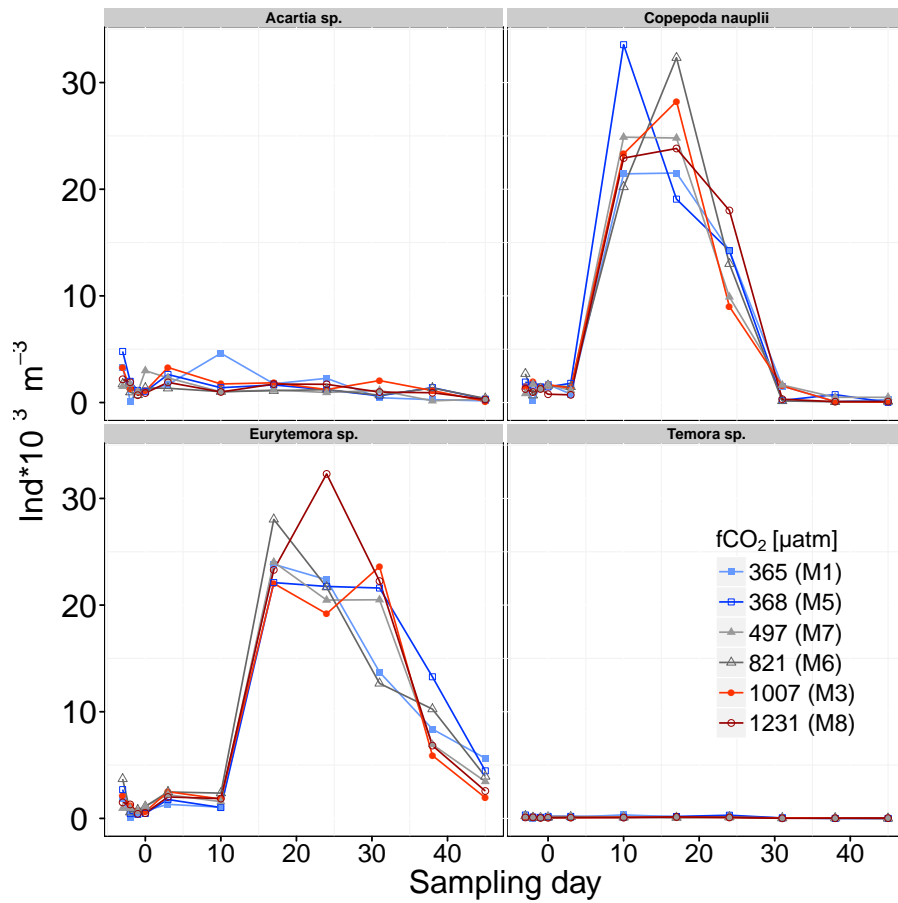 Acartia sp.
Copepoda nauplii
30
20
10
0
Eurytemora sp.
Temora sp.
30
20
10
0
Ind*10³ m⁻³
fCO₂ [µatm]
365 (M1)
368 (M5)
497 (M7)
821 (M6)
1007 (M3)
1231 (M8)
0 10 20 30 40
0 10 20 30 40
Sampling day